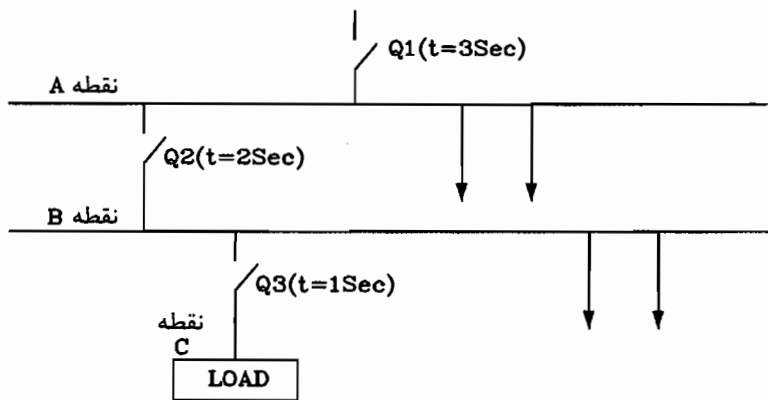 Q1(t=3Sec)
نقطه A
Q2(t=2Sec)
نقطه B
Q3(t=1Sec)
نقطه
C
LOAD